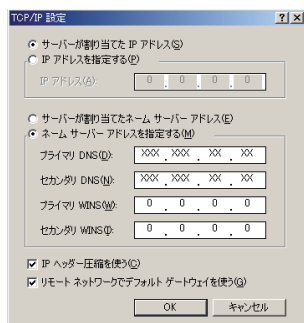 TCP/IP 設定
サーバーが割り当てた IP アドレス(S)
IP アドレスを指定する(P)
IP アドレス(A): 0 . 0 . 0 . 0
サーバーが割り当てたネーム サーバー アドレス(E)
ネーム サーバー アドレスを指定する(M)
プライマリ DNS(D): XXX . XXX . XX . XX
セカンダリ DNS(N): XXX . XXX . XX . XX
プライマリ WINS(W): 0 . 0 . 0 . 0
セカンダリ WINS(I): 0 . 0 . 0 . 0
IP ヘッダー圧縮を使う(C)
リモート ネットワークでデフォルト ゲートウェイを使う(G)
OK キャンセル